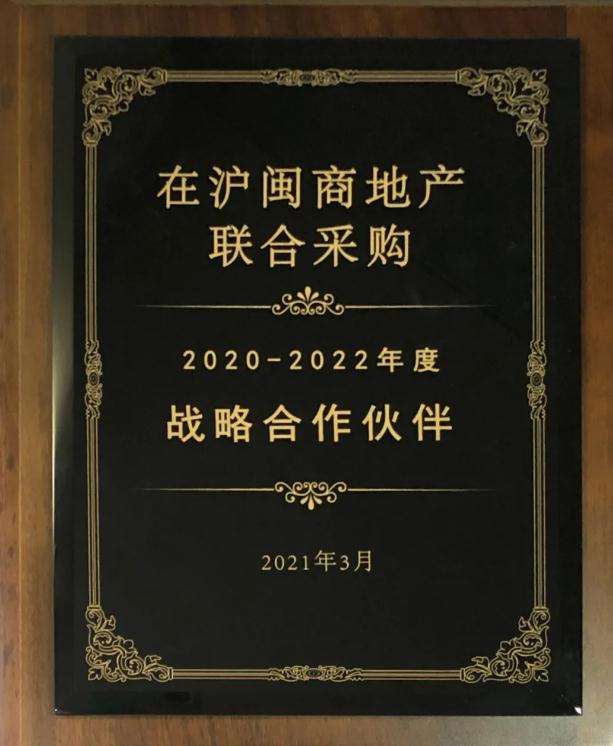 在沪闽商地产
联合采购
2020-2022年度
战略合作伙伴
2021年3月